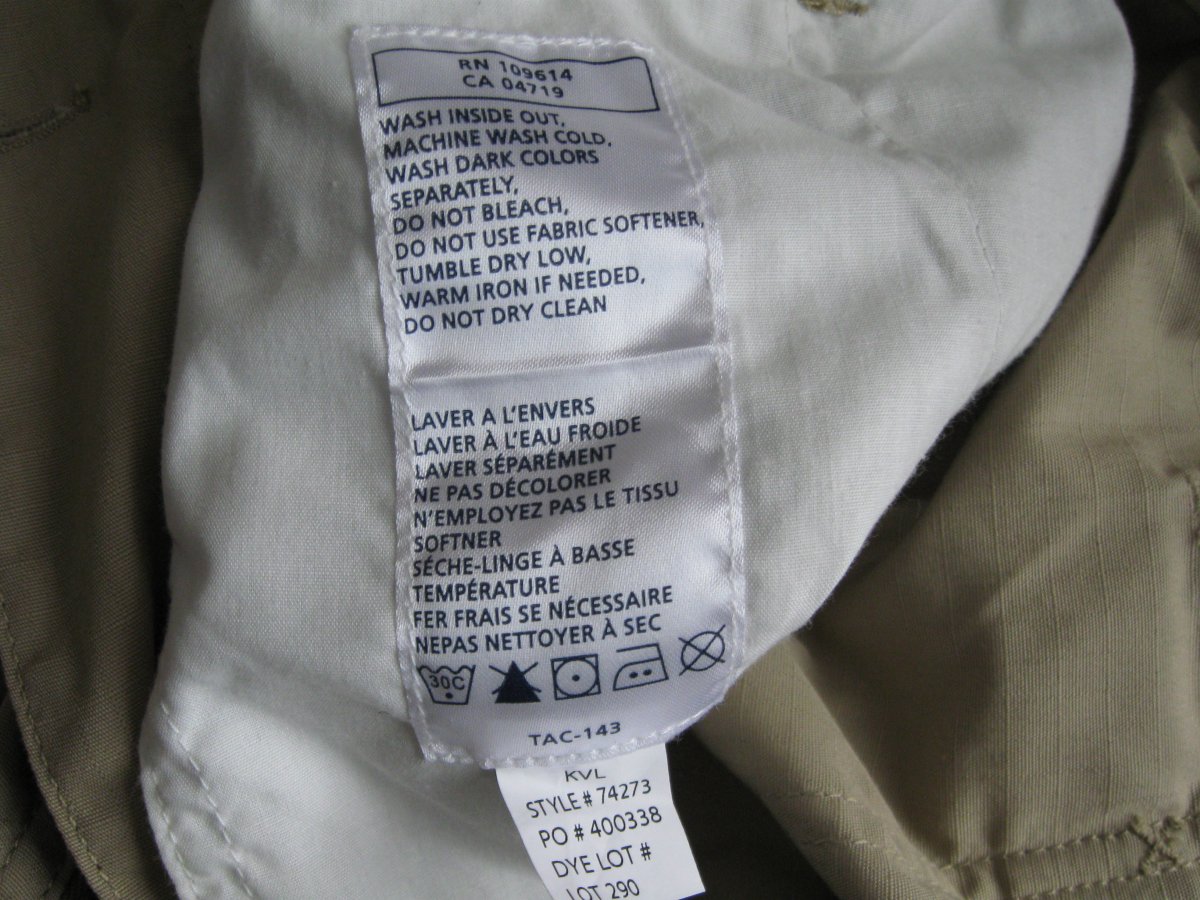 RN 109614
CA 04719
WASH INSIDE OUT,
MACHINE WASH COLD,
WASH DARK COLORS
SEPARATELY,
DO NOT BLEACH,
DO NOT USE FABRIC SOFTENER,
TUMBLE DRY LOW,
WARM IRON IF NEEDED,
DO NOT DRY CLEAN
LAVER A L'ENVERS
LAVER À L'EAU FROIDE
LAVER SÉPARÉMENT
NE PAS DÉCOLORER
N'EMPLOYEZ PAS LE TISSU
SOFTNER
SÉCHE-LINGE À BASSE
TEMPÉRATURE
FER FRAIS SE NÉCESSAIRE
NEPAS NETTOYER À SEC
30C
TAC-143
KVL
STYLE # 74273
PO # 400338
DYE LOT #
LOT 290